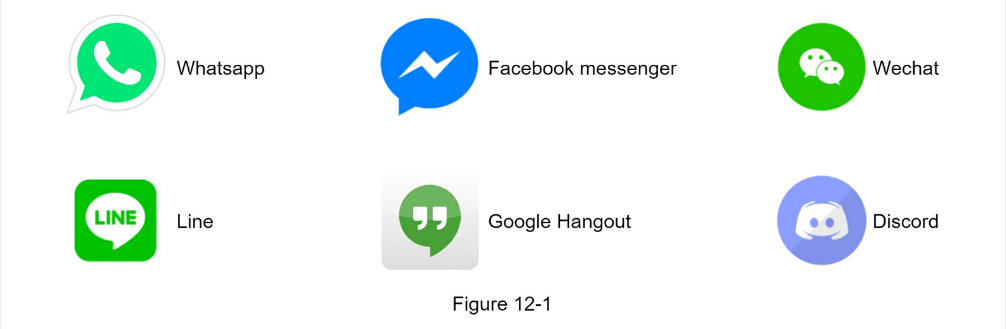 Whatsapp
Facebook messenger
Wechat
LINE
Line
Google Hangout
Discord
Figure 12-1